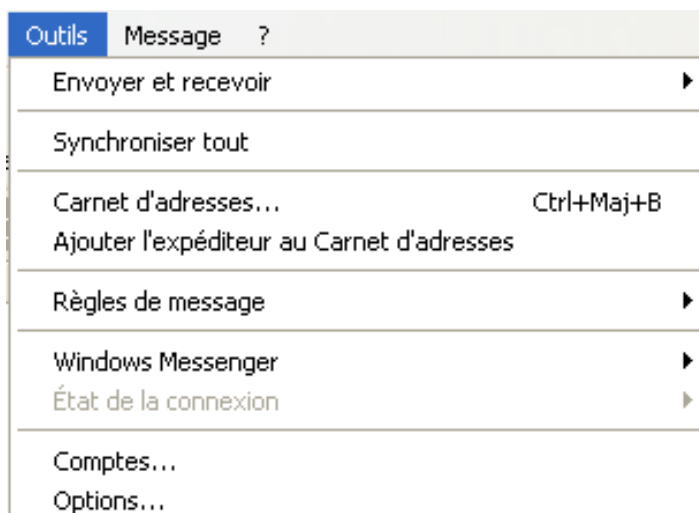 Outils Message ?
Envoyer et recevoir
Synchroniser tout
Carnet d'adresses... Ctrl+Maj+B
Ajouter l'expéditeur au Carnet d'adresses
Règles de message
Windows Messenger
État de la connexion
Comptes...
Options...